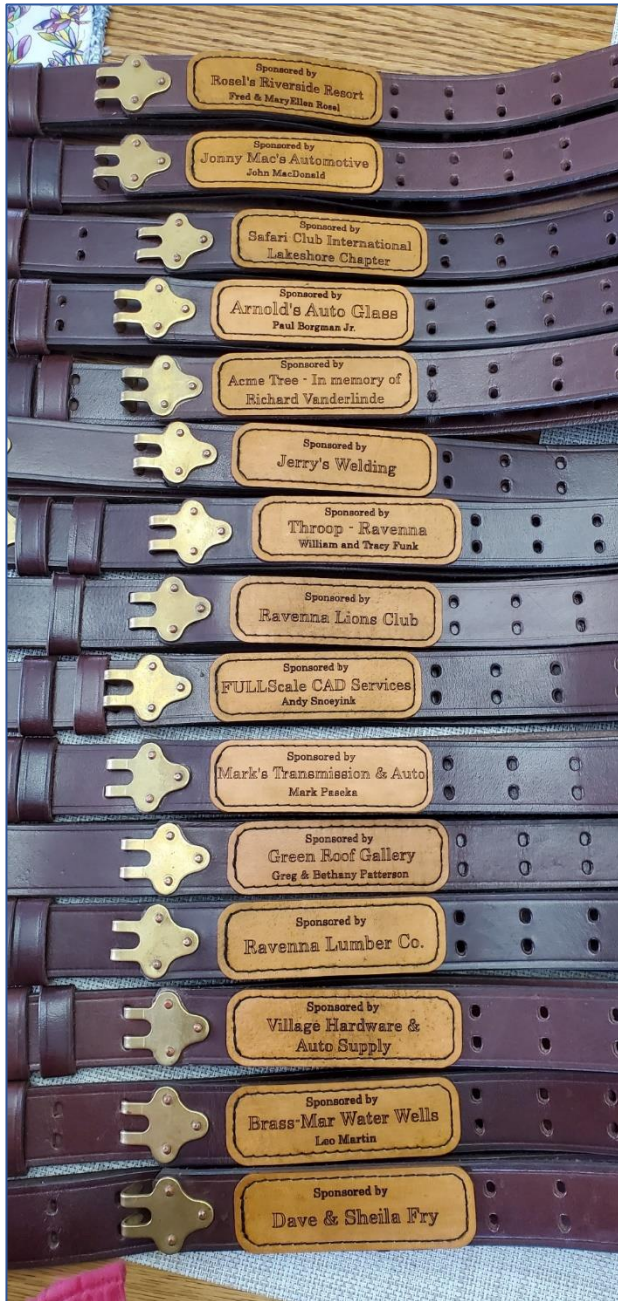 Sponsored by
Rosel's Riverside Resort
Fred & MaryEllen Rosel
Sponsored by
Jonny Mac's Automotive
John MacDonald
Sponsored by
Safari Club International
Lakeshore Chapter
Sponsored by
Arnold's Auto Glass
Paul Borgman Jr.
Sponsored by
Acme Tree - In memory of
Richard Vanderlinde
Sponsored by
Jerry's Welding
Sponsored by
Throop - Ravenna
William and Tracy Funk
Sponsored by
Ravenna Lions Club
Sponsored by
FULLScale CAD Services
Andy Snoeyink
Sponsored by
Mark's Transmission & Auto
Mark Paseka
Sponsored by
Green Roof Gallery
Greg & Bethany Patterson
Sponsored by
Ravenna Lumber Co.
Sponsored by
Village Hardware &
Auto Supply
Sponsored by
Brass-Mar Water Wells
Leo Martin
Sponsored by
Dave & Sheila Fry